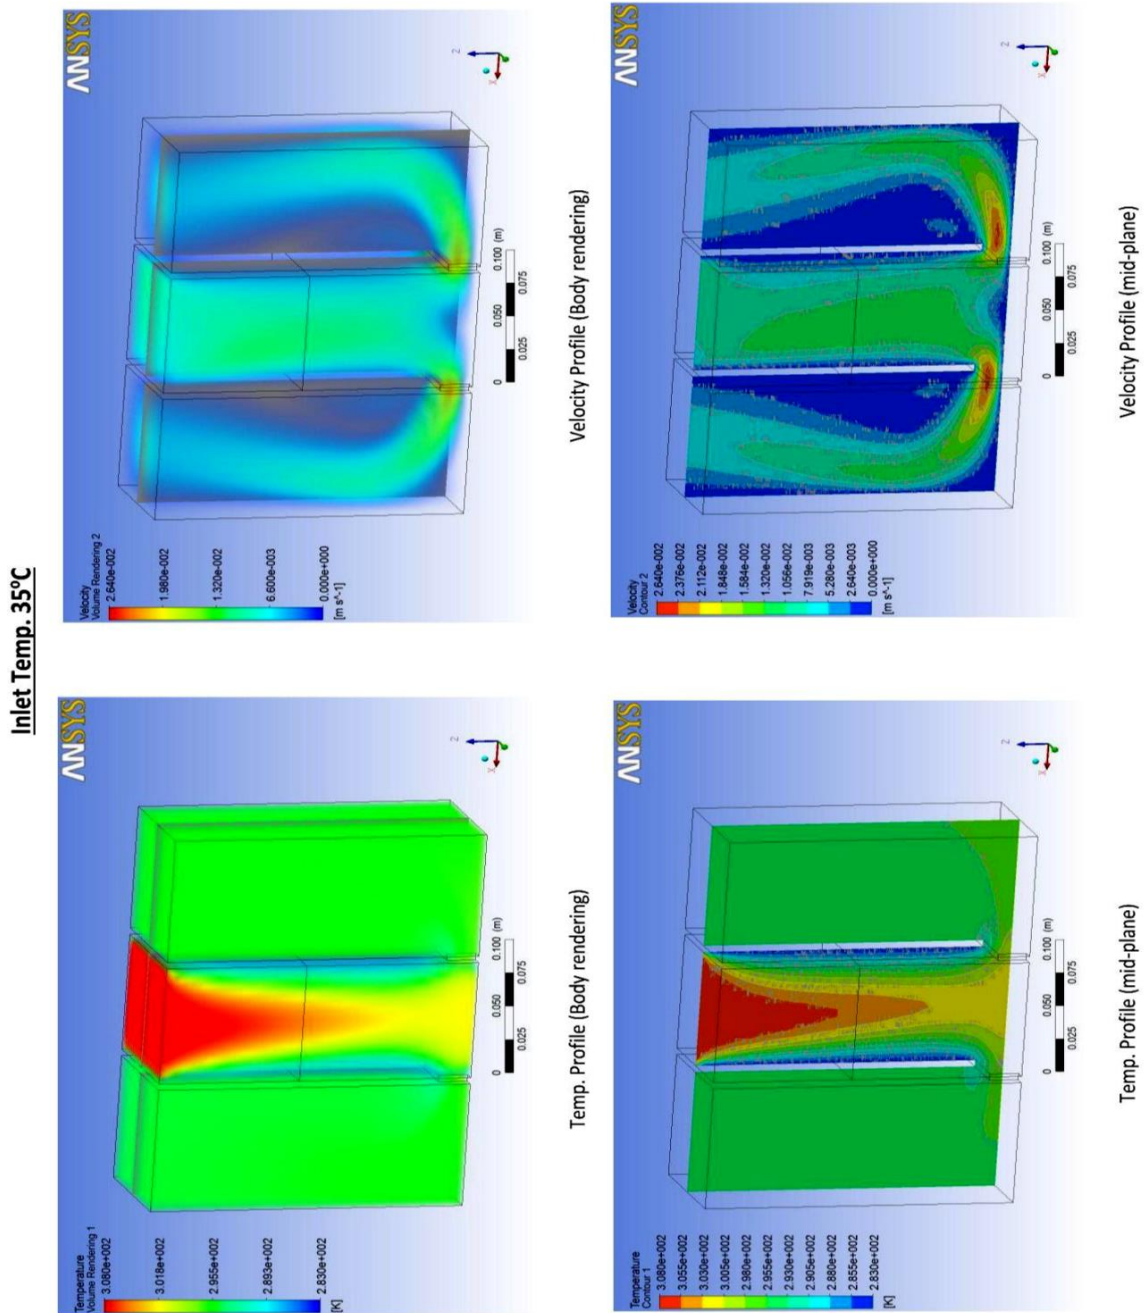 Inlet Temp. 35°C
ANSYS
Temperature
Volume Rendering 1
3.080e+002
3.018e+002
2.955e+002
2.893e+002
2.830e+002
[K]
0 0.050 0.100 (m)
0.025 0.075
Z
X
Temp. Profile (Body rendering)
ANSYS
Velocity
Volume Rendering 2
2.640e-002
1.980e-002
1.320e-002
6.600e-003
0.000e+000
[m s^-1]
0 0.050 0.100 (m)
0.025 0.075
Z
X
Velocity Profile (Body rendering)
ANSYS
Temperature
Contour 1
3.080e+002
3.055e+002
3.030e+002
3.005e+002
2.980e+002
2.955e+002
2.930e+002
2.905e+002
2.880e+002
2.855e+002
2.830e+002
[K]
0 0.050 0.100 (m)
0.025 0.075
Z
X
Temp. Profile (mid-plane)
ANSYS
Velocity
Contour 2
2.640e-002
2.376e-002
2.112e-002
1.848e-002
1.584e-002
1.320e-002
1.056e-002
7.919e-003
5.280e-003
2.640e-003
0.000e+000
[m s^-1]
0 0.050 0.100 (m)
0.025 0.075
Z
X
Velocity Profile (mid-plane)